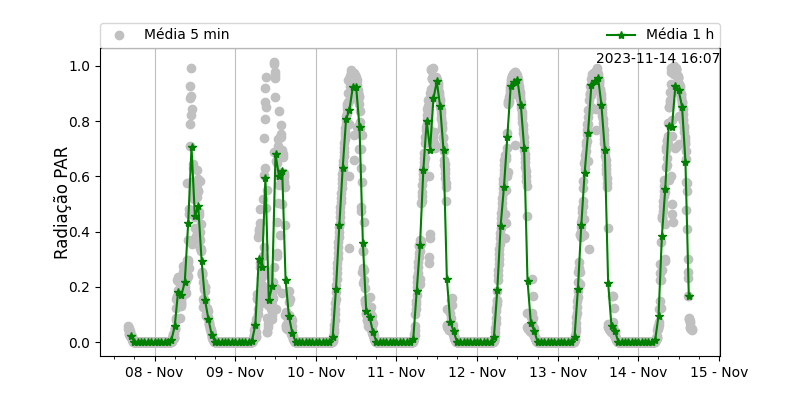 Média 5 min
Média 1 h
2023-11-14 16:07
Radiação PAR
1.0
0.8
0.6
0.4
0.2
0.0
08 - Nov
09 - Nov
10 - Nov
11 - Nov
12 - Nov
13 - Nov
14 - Nov
15 - Nov